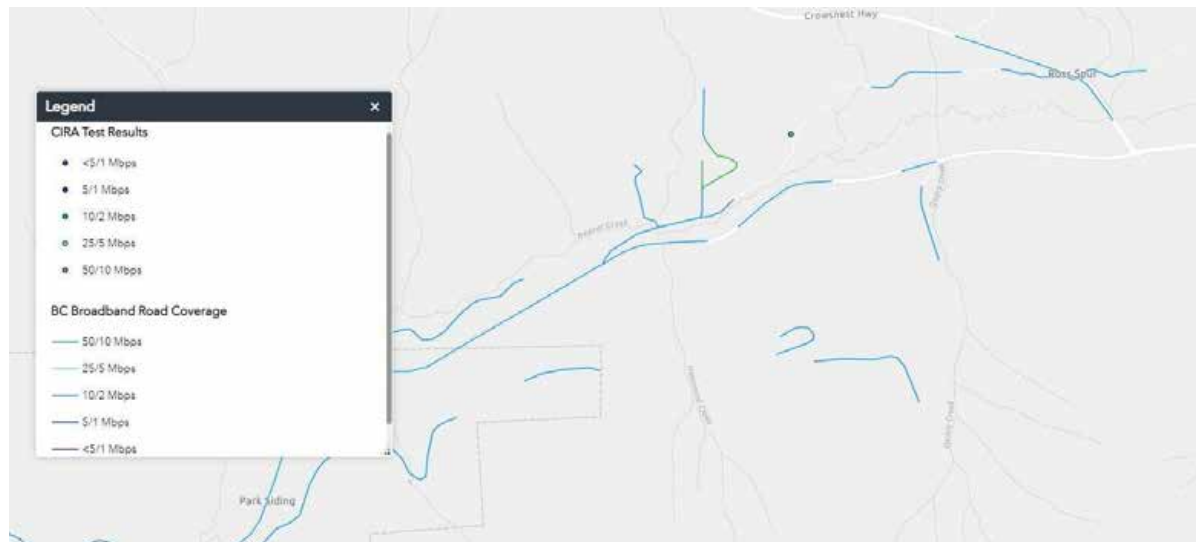 Crowsnest Hwy
Ross Spur
Legend
×
CIRA Test Results
<5/1 Mbps
5/1 Mbps
10/2 Mbps
25/5 Mbps
50/10 Mbps
BC Broadband Road Coverage
50/10 Mbps
25/5 Mbps
10/2 Mbps
5/1 Mbps
<5/1 Mbps
Park Siding